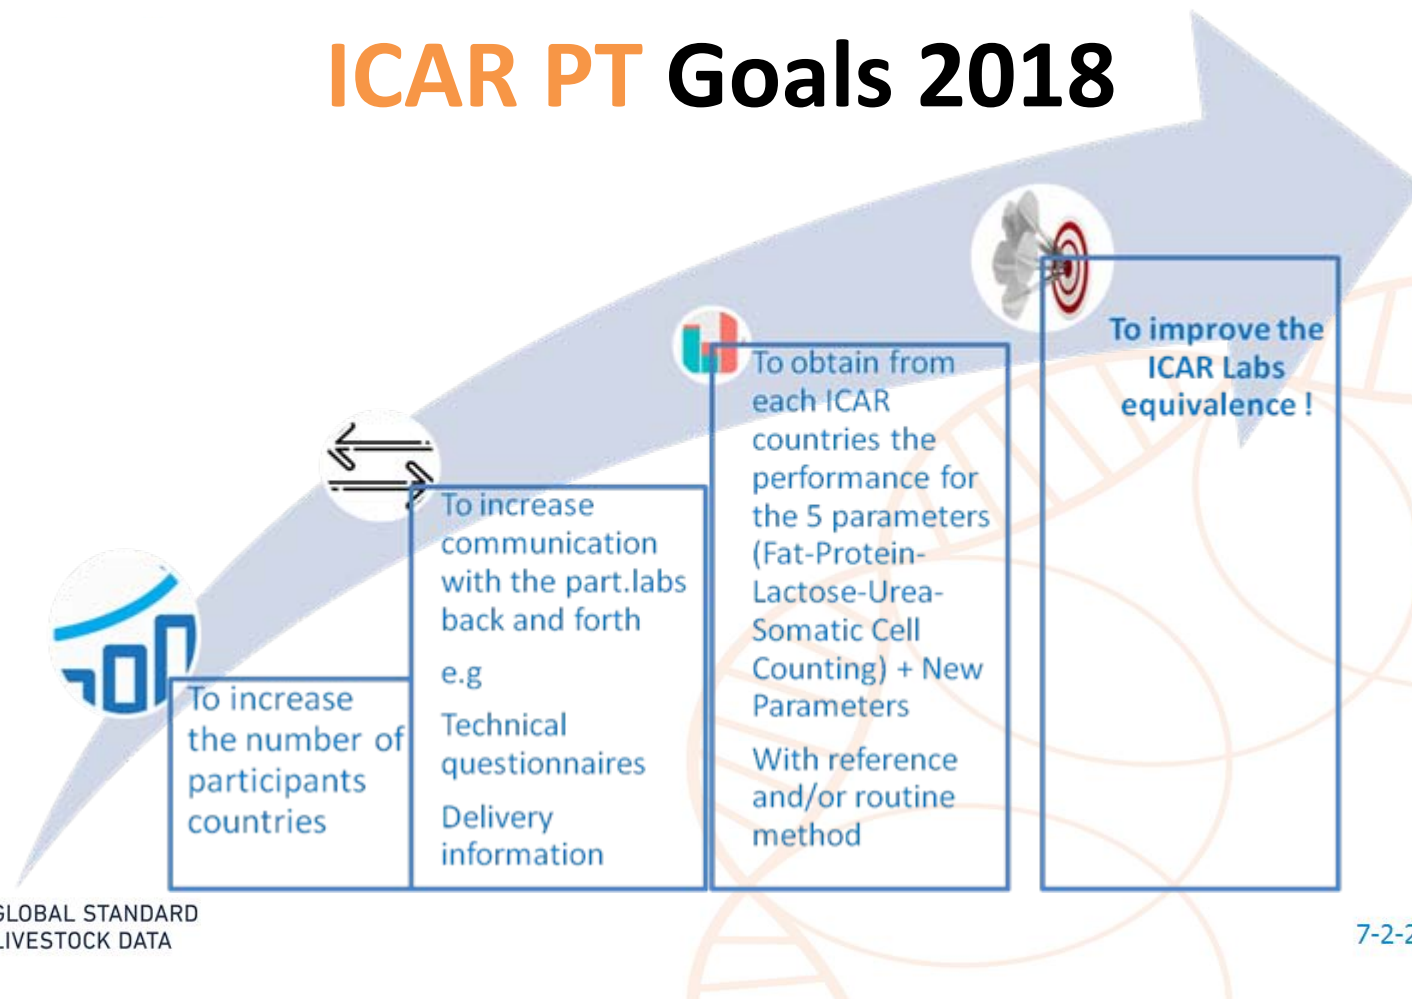 ICAR PT Goals 2018
To increase
the number of
participants
countries
To increase
communication
with the part.labs
back and forth
e.g
Technical
questionnaires
Delivery
information
To obtain from
each ICAR
countries the
performance for
the 5 parameters
(Fat-Protein-
Lactose-Urea-
Somatic Cell
Counting) + New
Parameters
With reference
and/or routine
method
To improve the
ICAR Labs
equivalence !
GLOBAL STANDARD
LIVESTOCK DATA
7-2-2